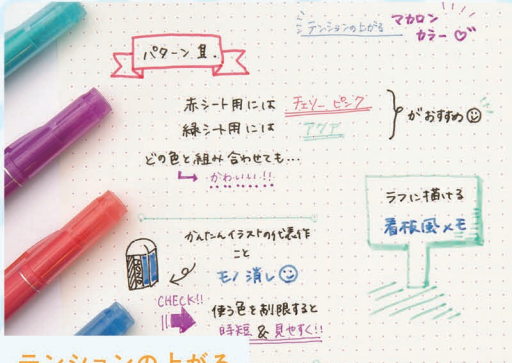 テンションの上がる マカロン
カラー
パターン 其.
赤シート用には チェリーピンク
緑シート用には アクア
がおすすめ
どの色と組み合わせても…
かわいい!!
ラフに描ける
看板風メモ
かんたんイラストの代表作
こと
モノ消し
CHECK!!
使う色を制限すると
時短 & 見やすく!!
テンションの上がる